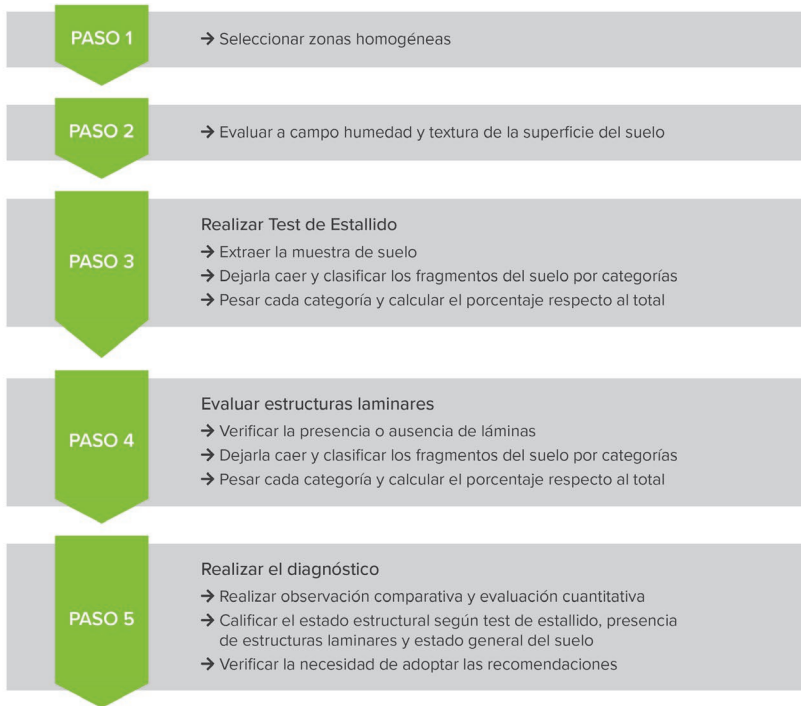 PASO 1
→ Seleccionar zonas homogéneas
PASO 2
→ Evaluar a campo humedad y textura de la superficie del suelo
PASO 3
Realizar Test de Estallido
→ Extraer la muestra de suelo
→ Dejarla caer y clasificar los fragmentos del suelo por categorías
→ Pesar cada categoría y calcular el porcentaje respecto al total
PASO 4
Evaluar estructuras laminares
→ Verificar la presencia o ausencia de láminas
→ Dejarla caer y clasificar los fragmentos del suelo por categorías
→ Pesar cada categoría y calcular el porcentaje respecto al total
PASO 5
Realizar el diagnóstico
→ Realizar observación comparativa y evaluación cuantitativa
→ Calificar el estado estructural según test de estallido, presencia
de estructuras laminares y estado general del suelo
→ Verificar la necesidad de adoptar las recomendaciones